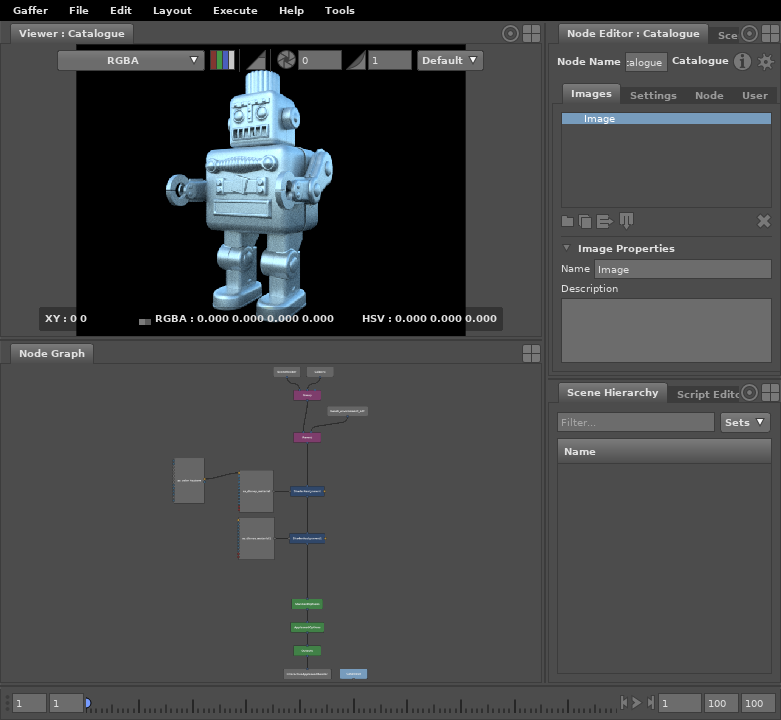 Gaffer File Edit Layout Execute Help Tools
Viewer : Catalogue
RGBA 0 1 Default
XY : 0 0 RGBA : 0.000 0.000 0.000 0.000 HSV : 0.000 0.000 0.000
Node Graph
Node Editor : Catalogue Sce
Node Name alogue Catalogue
Images Settings Node User
Image
Image Properties
Name Image
Description
Scene Hierarchy Script Edito
Filter... Sets
Name
1 1 1 100 100